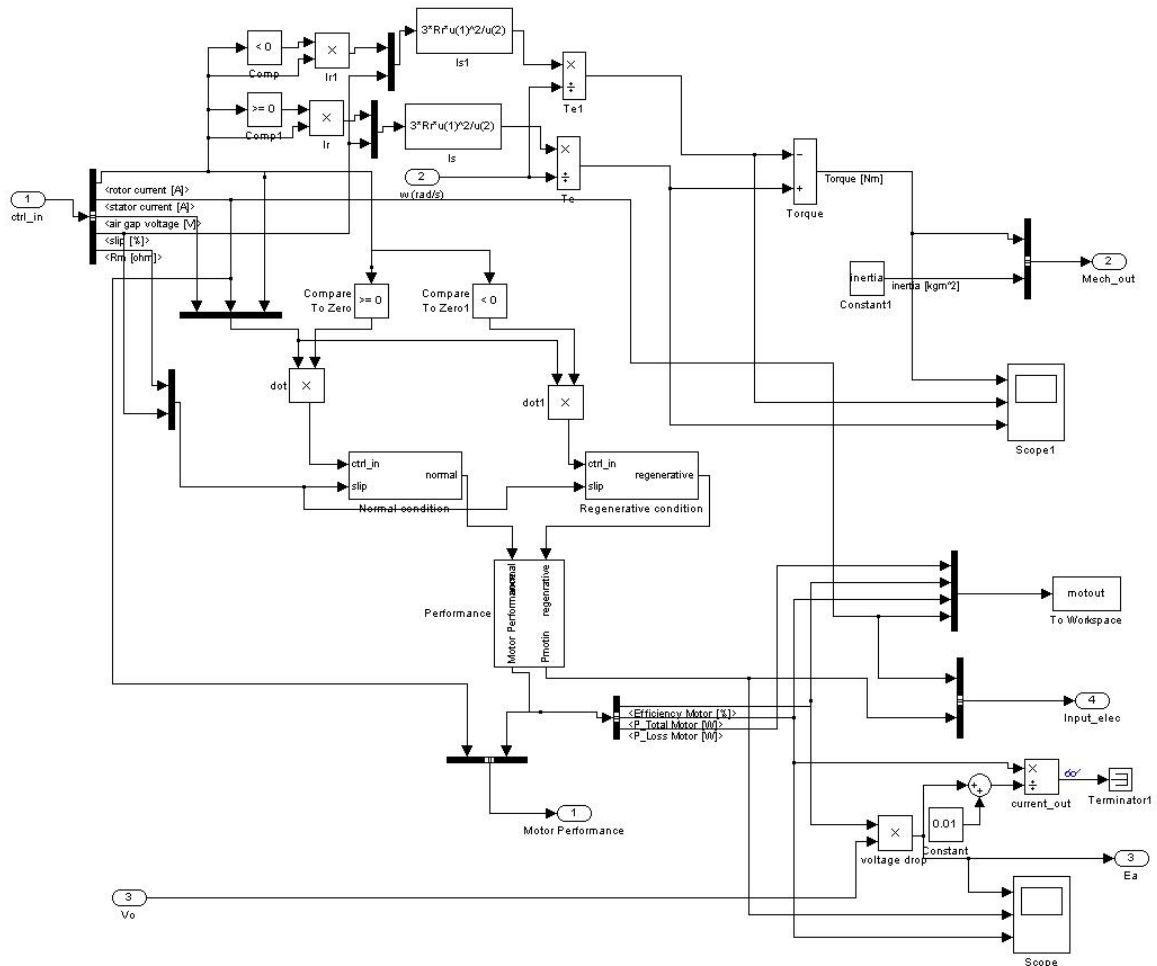 < 0
Comp
×
Ir1
3*Rr*u(1)^2/u(2)
Is1
×
÷
Te1
>= 0
Comp1
×
Ir
3*Rr*u(1)^2/u(2)
Is
×
÷
Te
2
w (rad/s)
−
+
Torque
Torque [Nm]
1
ctrl_in
<rotor current [A]>
<stator current [A]>
<air gap voltage [V]>
<slip [%]>
<Rm [ohm]>
inertia
Constant1
inertia [kgm^2]
2
Mech_out
Compare
To Zero
>= 0
Compare
To Zero1
< 0
dot
×
dot1
×
Scope1
ctrl_in
slip
normal
Normal condition
ctrl_in
slip
regenerative
Regenerative condition
Performance
Motor Performance
Pmotin
regenrative
motout
To Workspace
4
Input_elec
<Efficiency Motor [%]>
<P_Total Motor [W]>
<P_Loss Motor [W]>
1
Motor Performance
×
÷
current_out
Terminator1
+
+
0.01
Constant
×
voltage drop
3
Ea
3
Vo
Scope